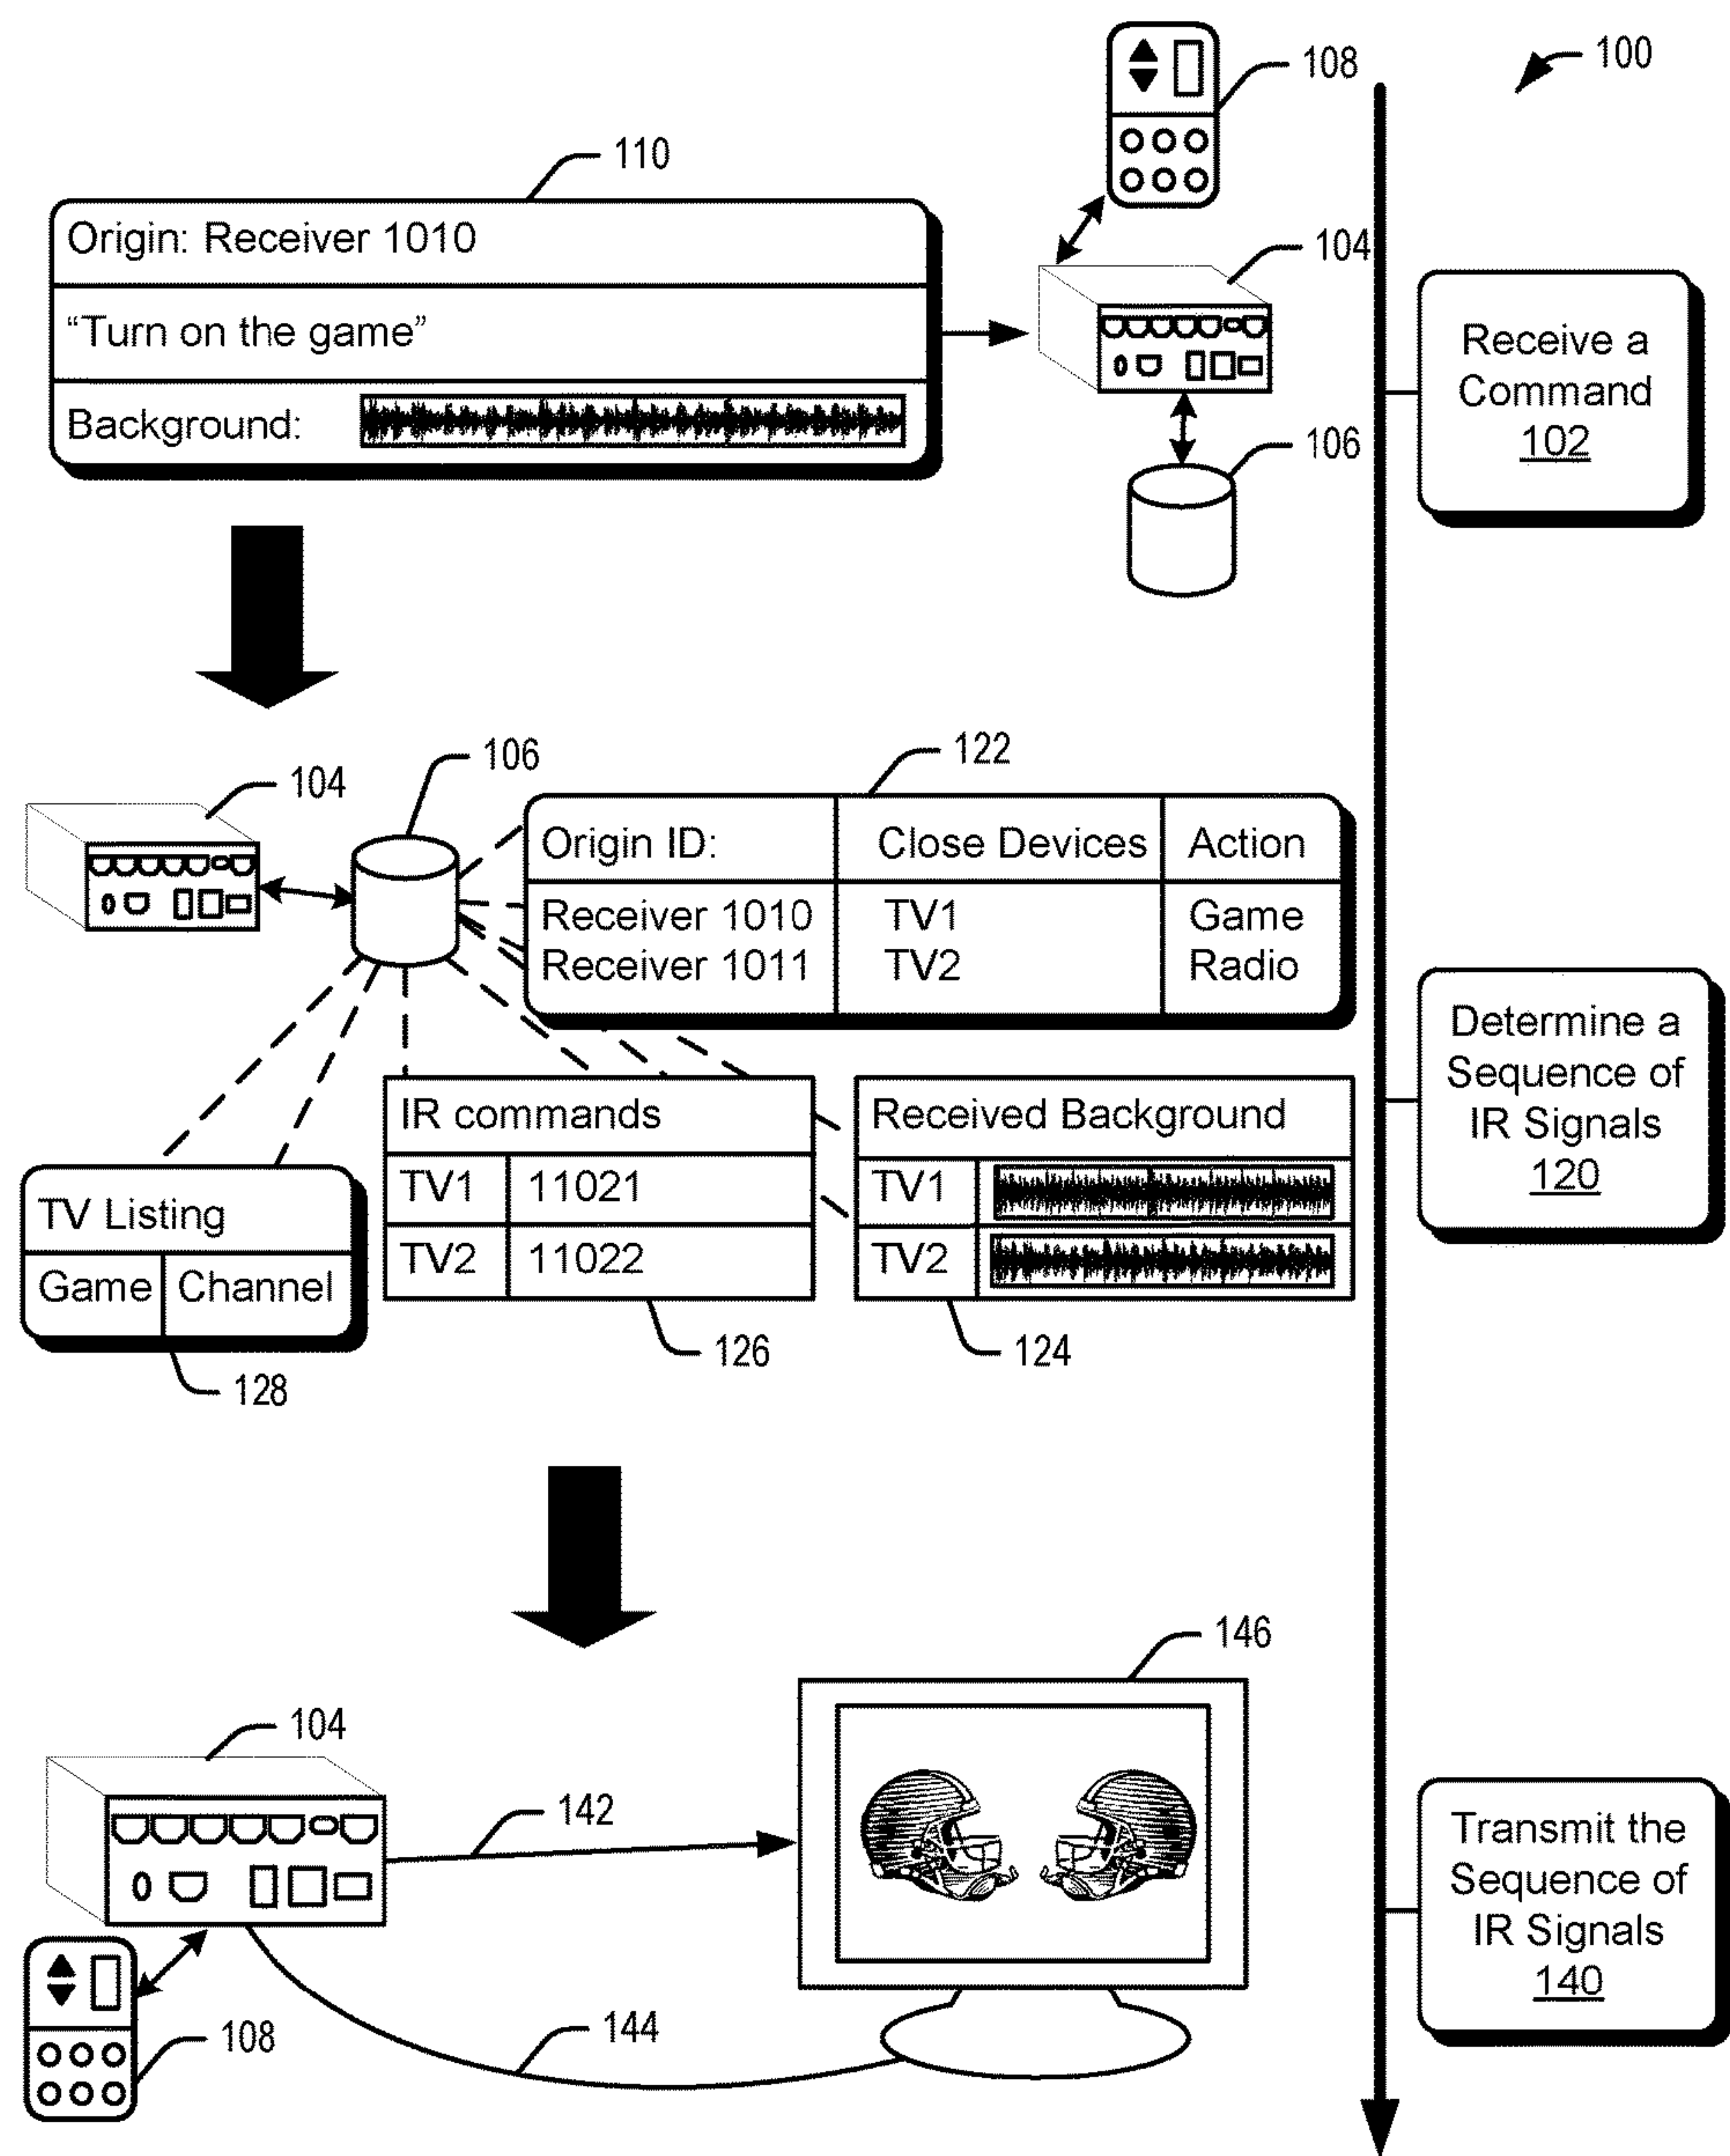 100
108
110
Origin: Receiver 1010
104
“Turn on the game”
Background:
106
Receive a
Command
102
122
106
104
Origin ID: Close Devices Action
Receiver 1010 TV1 Game
Receiver 1011 TV2 Radio
IR commands
TV1 11021
TV2 11022
Received Background
TV1
TV2
TV Listing
Game Channel
126
124
128
Determine a
Sequence of
IR Signals
120
146
104
142
144
108
Transmit the
Sequence of
IR Signals
140